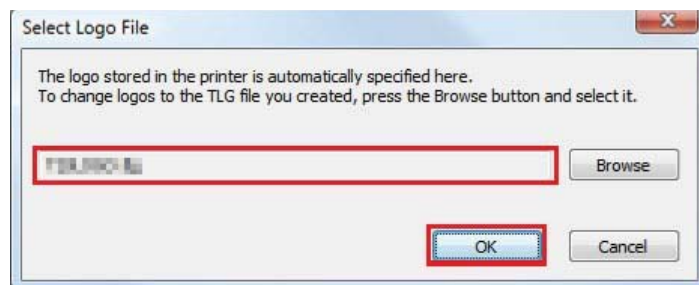 Select Logo File
The logo stored in the printer is automatically specified here.
To change logos to the TLG file you created, press the Browse button and select it.
Browse
OK
Cancel